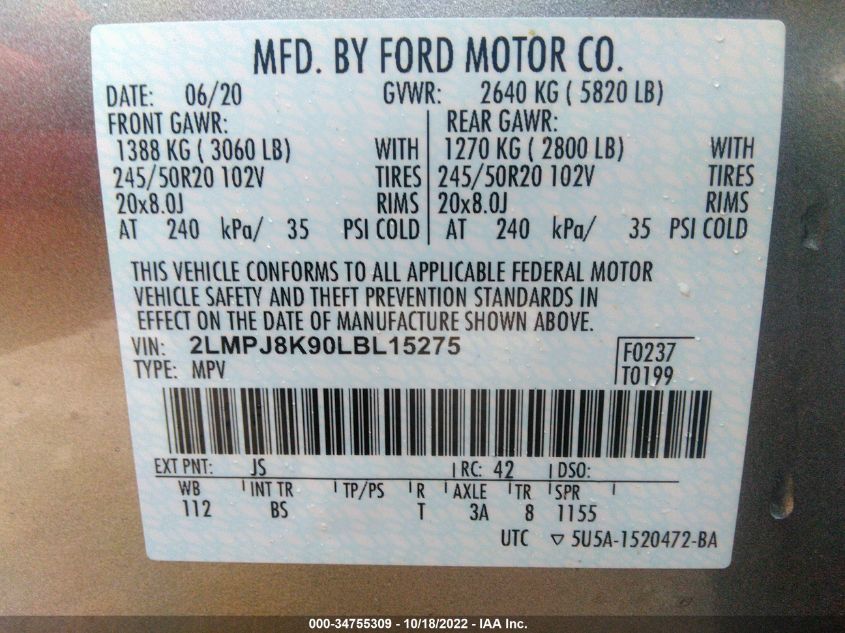 MFD. BY FORD MOTOR CO.
DATE: 06/20 GVWR: 2640 KG ( 5820 LB)
FRONT GAWR: REAR GAWR:
1388 KG ( 3060 LB) WITH 1270 KG ( 2800 LB) WITH
245/50R20 102V TIRES 245/50R20 102V TIRES
20x8.0J RIMS 20x8.0J RIMS
AT 240 kPa/ 35 PSI COLD AT 240 kPa/ 35 PSI COLD
THIS VEHICLE CONFORMS TO ALL APPLICABLE FEDERAL MOTOR
VEHICLE SAFETY AND THEFT PREVENTION STANDARDS IN
EFFECT ON THE DATE OF MANUFACTURE SHOWN ABOVE.
VIN: 2LMPJ8K90LBL15275 F0237
TYPE: MPV T0199
EXT PNT: JS RC: 42 DSO:
WB INT TR TP/PS R AXLE TR SPR
112 BS T 3A 8 1155
UTC ▽ 5U5A-1520472-BA
000-34755309 - 10/18/2022 - IAA Inc.